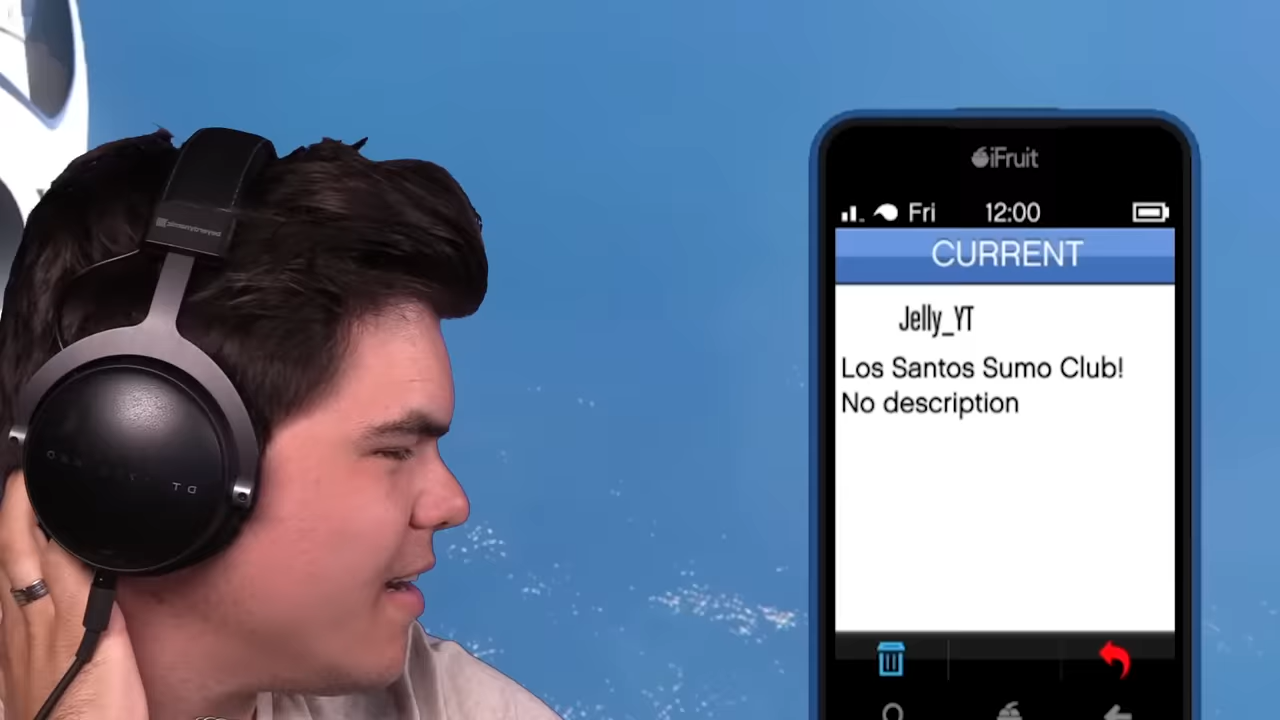 iFruit
Fri 12:00
CURRENT
Jelly_YT
Los Santos Sumo Club!
No description